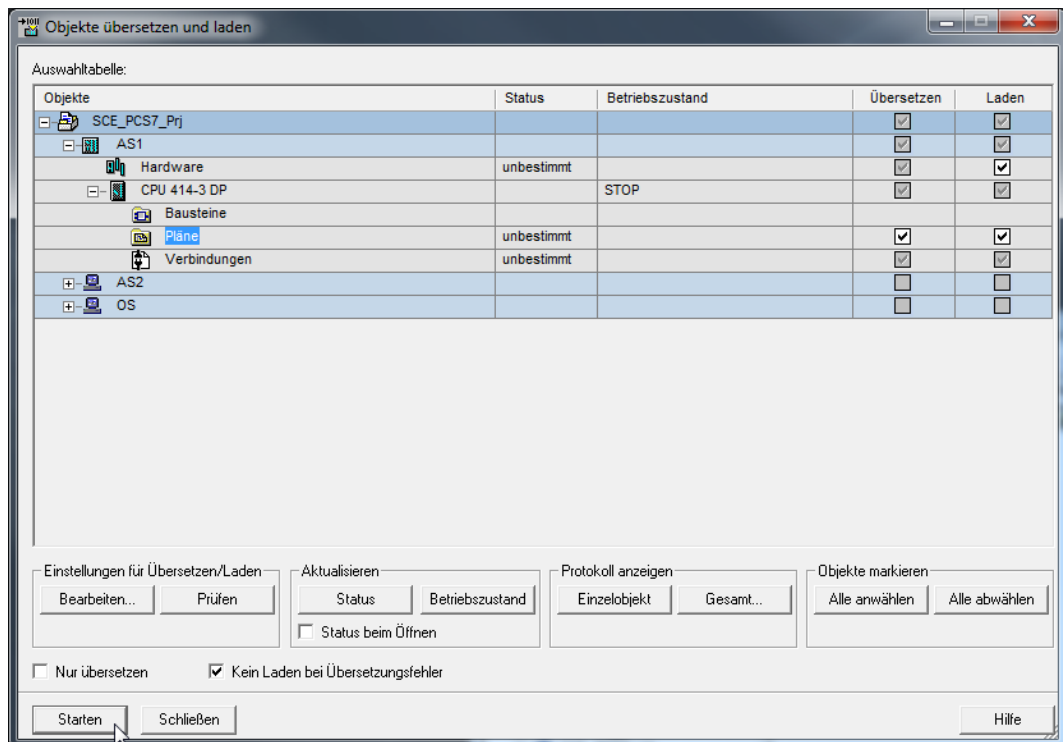 Objekte übersetzen und laden
Auswahltabelle:
Objekte Status Betriebszustand Übersetzen Laden
SCE_PCS7_Prj
AS1
Hardware unbestimmt
CPU 414-3 DP STOP
Bausteine
Pläne unbestimmt
Verbindungen unbestimmt
AS2
OS
Einstellungen für Übersetzen/Laden Aktualisieren Protokoll anzeigen Objekte markieren
Bearbeiten... Prüfen Status Betriebszustand Einzelobjekt Gesamt... Alle anwählen Alle abwählen
Status beim Öffnen
Nur übersetzen Kein Laden bei Übersetzungsfehler
Starten Schließen Hilfe